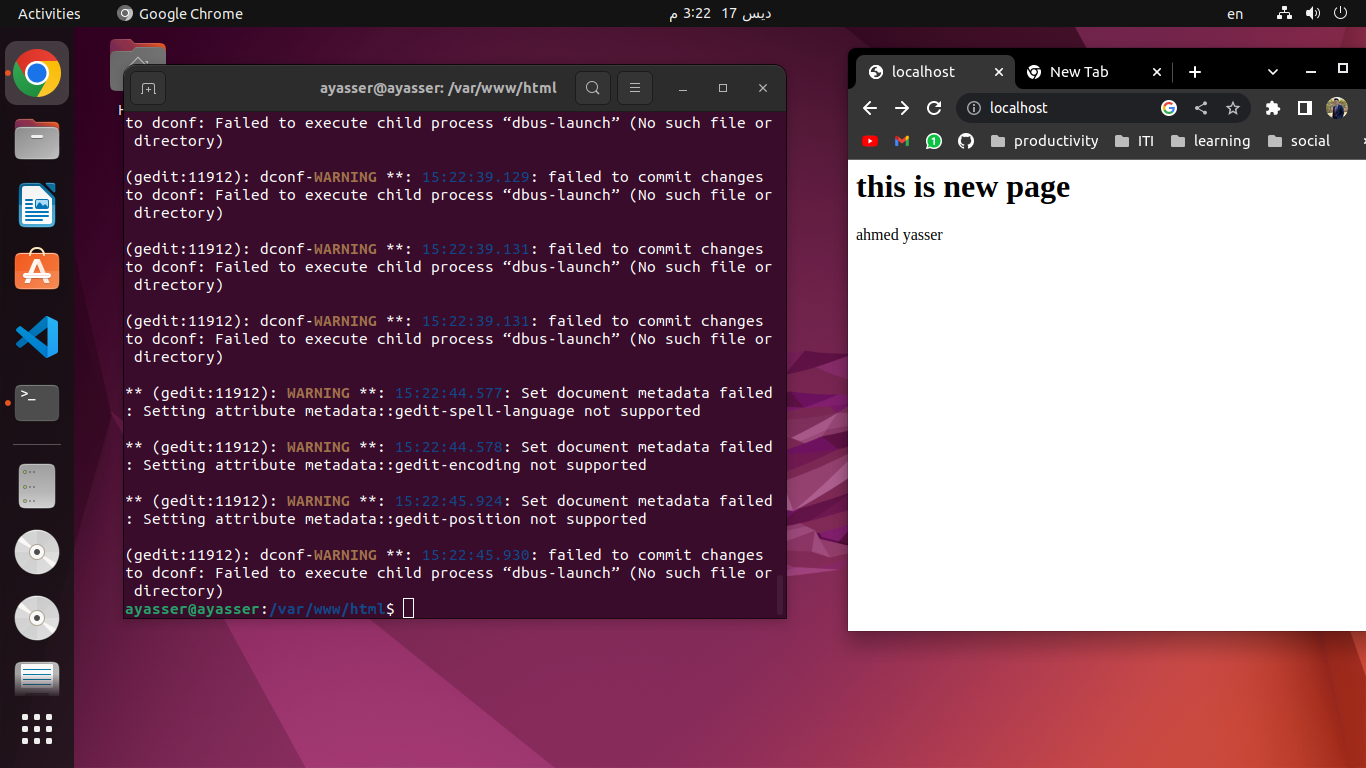 Activities
Google Chrome
ديس 17 3:22 م
en
ayasser@ayasser: /var/www/html
to dconf: Failed to execute child process “dbus-launch” (No such file or
directory)
(gedit:11912): dconf-WARNING **: 15:22:39.129: failed to commit changes
to dconf: Failed to execute child process “dbus-launch” (No such file or
directory)
(gedit:11912): dconf-WARNING **: 15:22:39.131: failed to commit changes
to dconf: Failed to execute child process “dbus-launch” (No such file or
directory)
(gedit:11912): dconf-WARNING **: 15:22:39.131: failed to commit changes
to dconf: Failed to execute child process “dbus-launch” (No such file or
directory)
** (gedit:11912): WARNING **: 15:22:44.577: Set document metadata failed
: Setting attribute metadata::gedit-spell-language not supported
** (gedit:11912): WARNING **: 15:22:44.578: Set document metadata failed
: Setting attribute metadata::gedit-encoding not supported
** (gedit:11912): WARNING **: 15:22:45.924: Set document metadata failed
: Setting attribute metadata::gedit-position not supported
(gedit:11912): dconf-WARNING **: 15:22:45.930: failed to commit changes
to dconf: Failed to execute child process “dbus-launch” (No such file or
directory)
ayasser@ayasser:/var/www/html$
localhost
New Tab
localhost
productivity
ITI
learning
social
this is new page
ahmed yasser